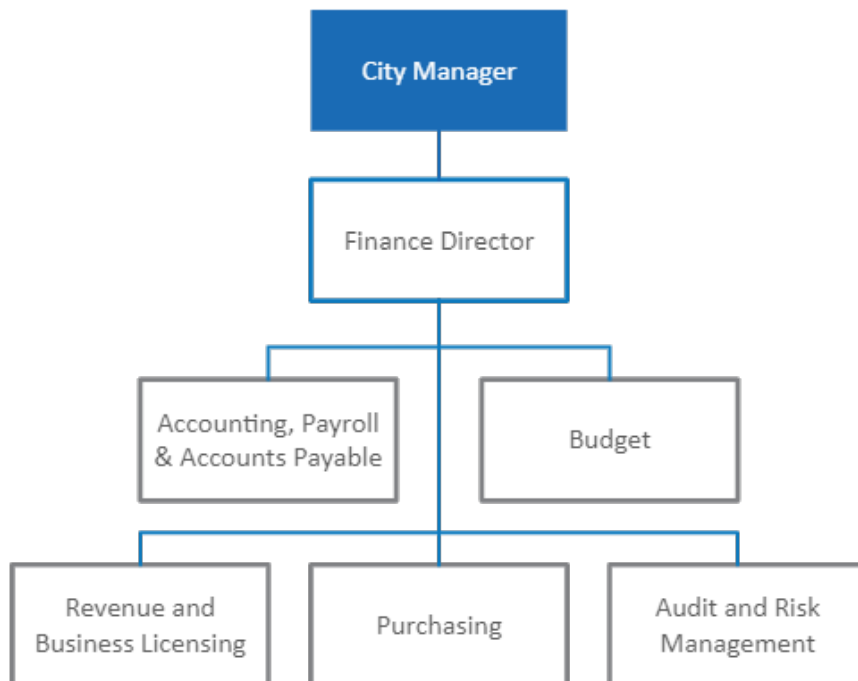 City Manager
Finance Director
Accounting, Payroll
& Accounts Payable
Budget
Revenue and
Business Licensing
Purchasing
Audit and Risk
Management